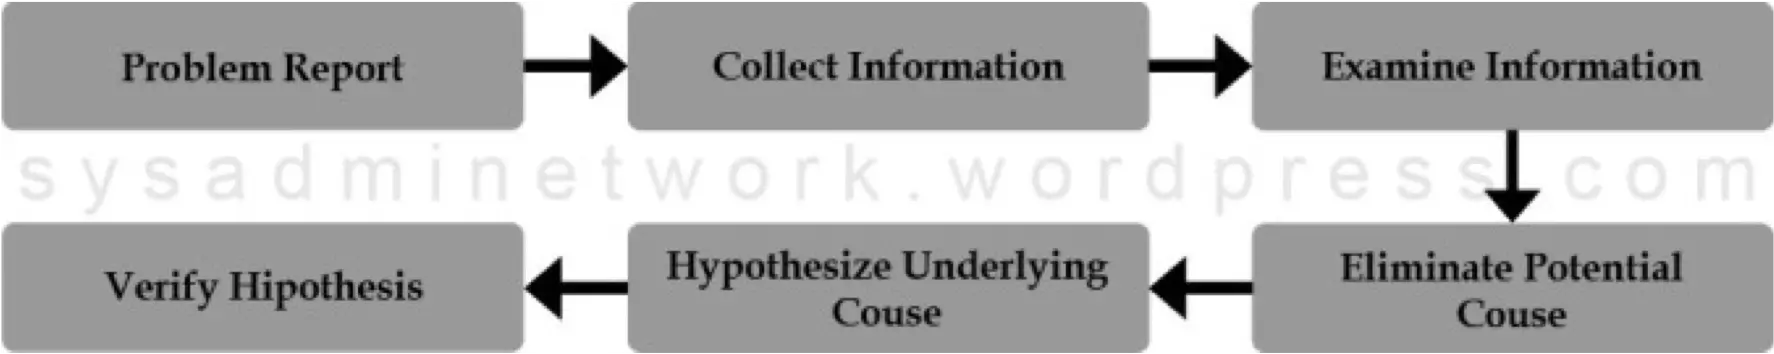 Problem Report
Collect Information
Examine Information
sysadminetwork.wordpress.com
Eliminate Potential
Couse
Hypothesize Underlying
Couse
Verify Hipothesis